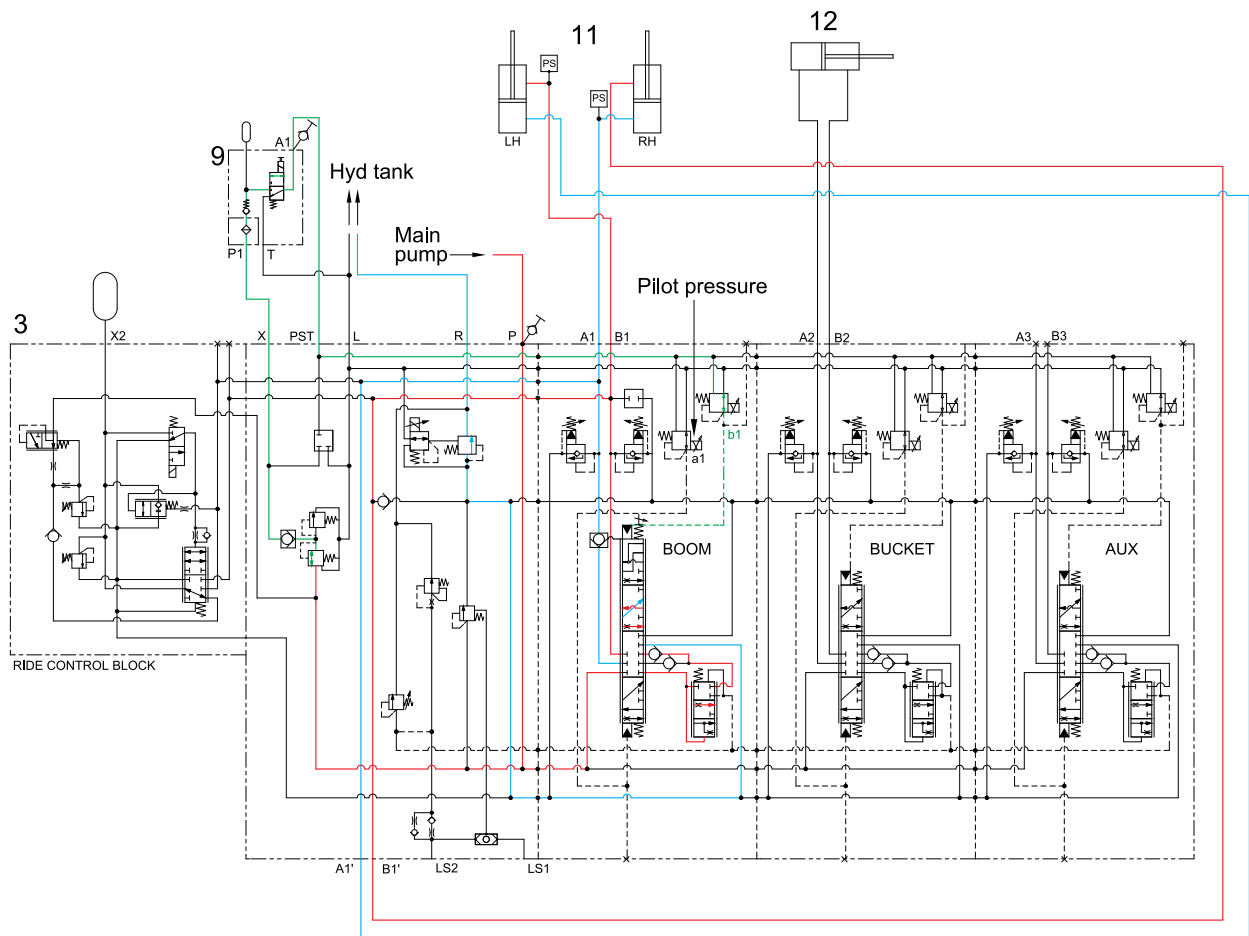 11
12
PS
PS
LH
RH
A1
9
Hyd tank
P1
T
Main
pump
Pilot pressure
3
X2
X
PST
L
R
P
A1
B1
A2
B2
A3
B3
b1
a1
BOOM
BUCKET
AUX
RIDE CONTROL BLOCK
A1'
B1'
LS2
LS1